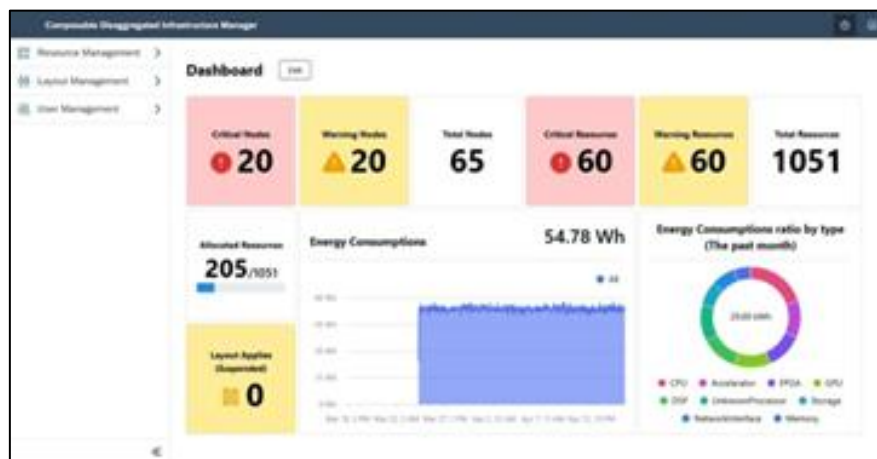 Composable Disaggregated Infrastructure Manager
Resource Management
Layout Management
User Management
Dashboard
Critical Nodes
20
Warning Nodes
20
Total Nodes
65
Critical Resources
60
Warning Resources
60
Total Resources
1051
Allocated Resources
205/1051
Layout Applies
(Suspended)
0
Energy Consumptions
54.78 Wh
All
Energy Consumptions ratio by type
(The past month)
CPU
Accelerator
FPGA
GPU
DSP
UnknownProcessor
Storage
NetworkInterface
Memory